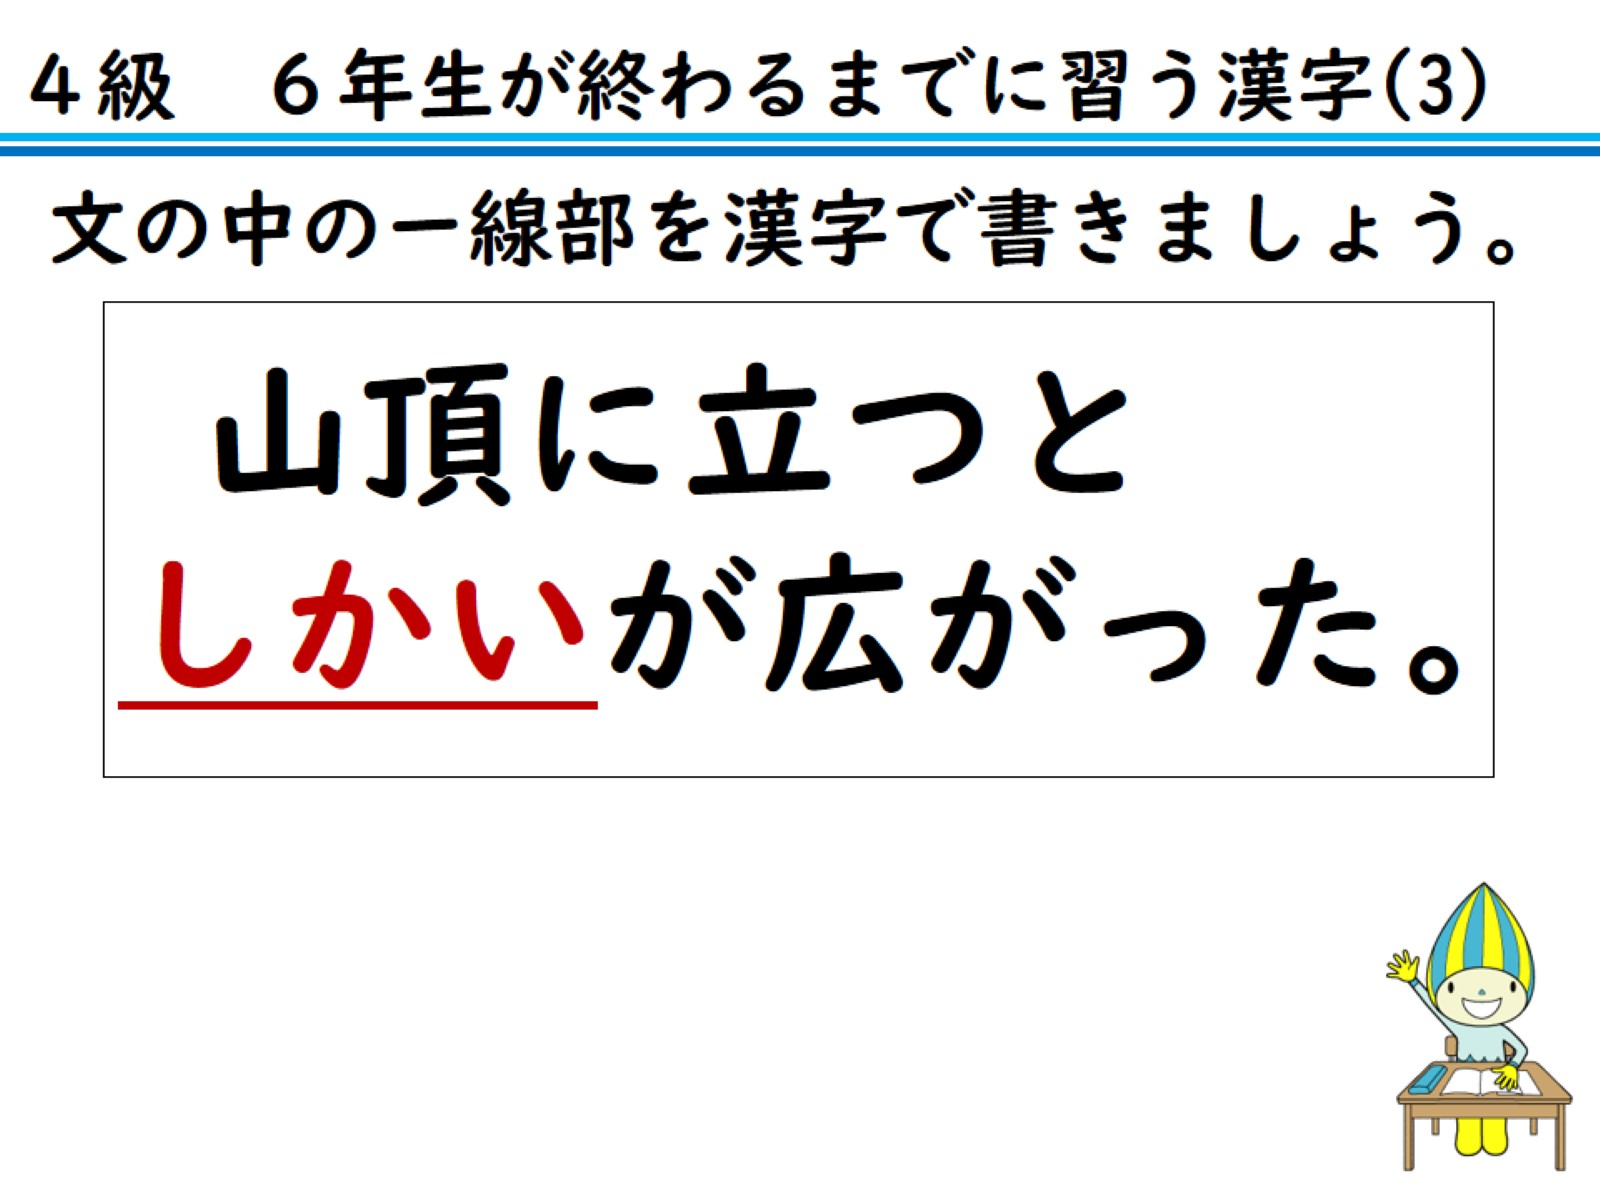 ４級　６年生が終わるまでに習う漢字(3)
文の中の一線部を漢字で書きましょう。
山頂に立つと
しかいが広がった。